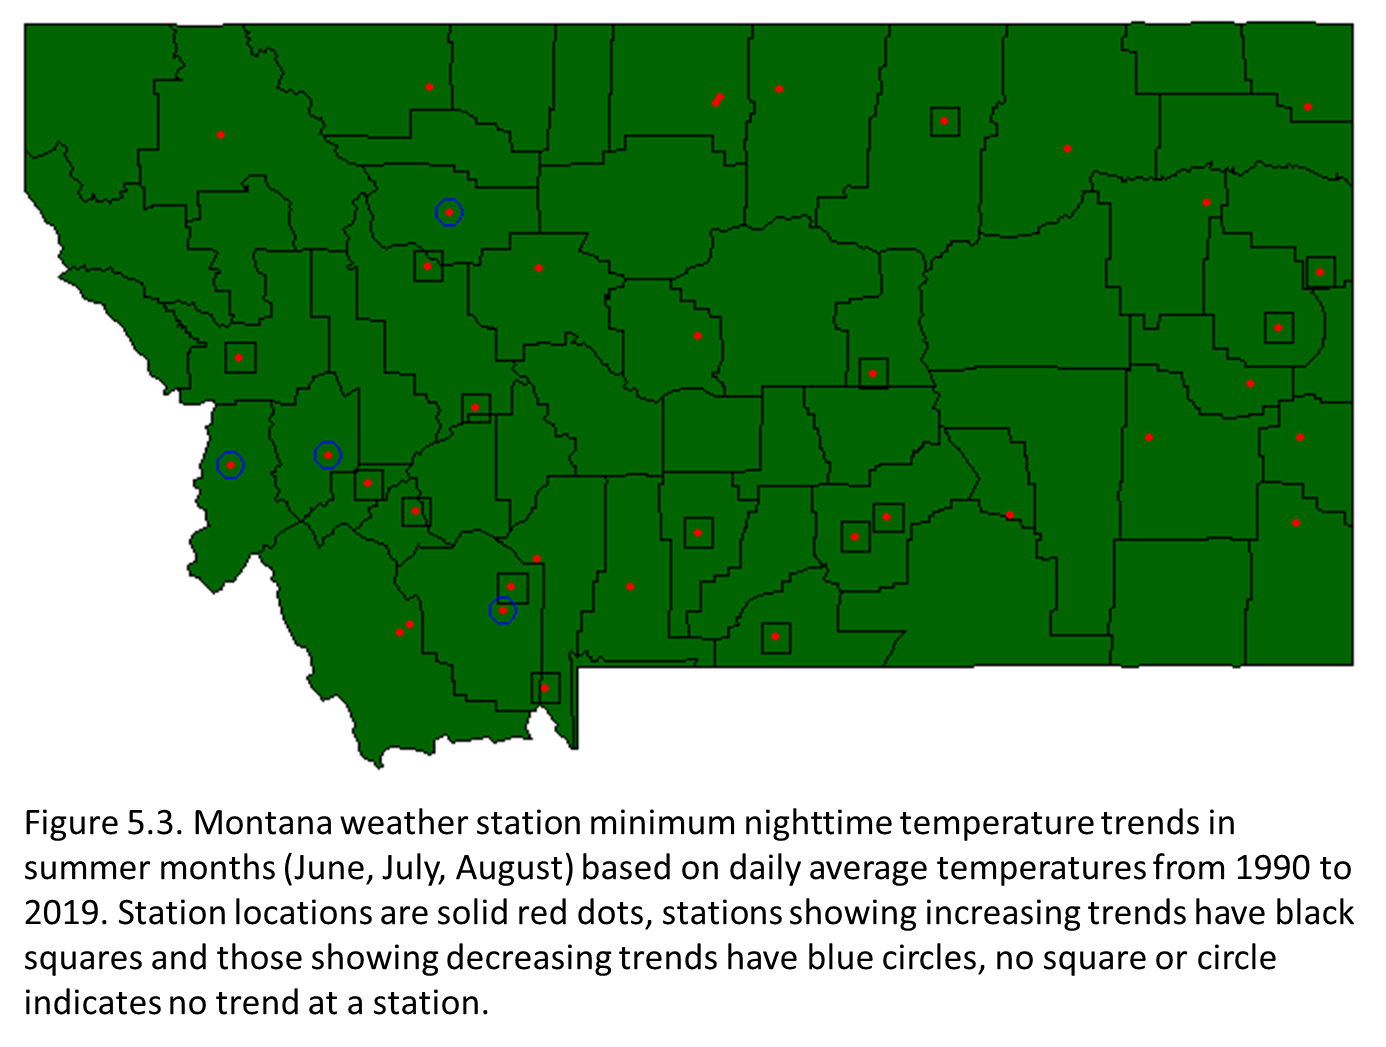 Figure 5.3. Montana weather station minimum nighttime temperature trends in
summer months (June, July, August) based on daily average temperatures from 1990 to
2019. Station locations are solid red dots, stations showing increasing trends have black
squares and those showing decreasing trends have blue circles, no square or circle
indicates no trend at a station.